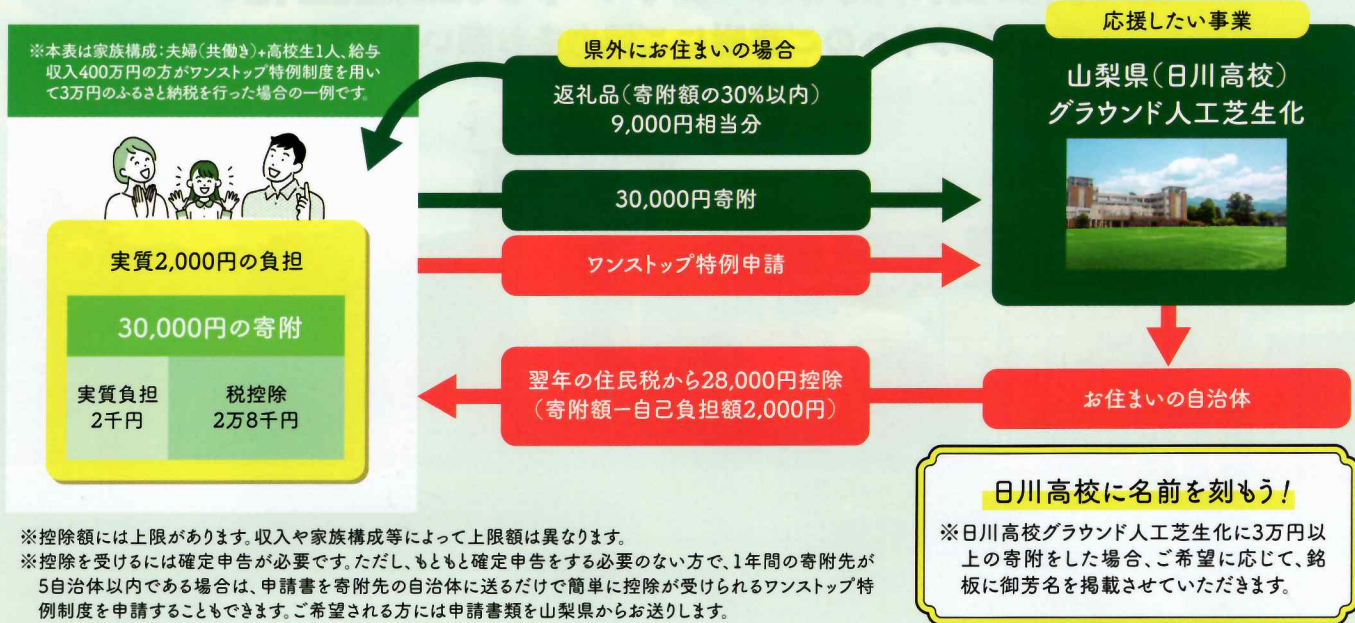 ※本表は家族構成:夫婦(共働き)+高校生1人、給与
収入400万円の方がワンストップ特例制度を用い
て3万円のふるさと納税を行った場合の一例です。
実質2,000円の負担
30,000円の寄附
実質負担
2千円
税控除
2万8千円
県外にお住まいの場合
返礼品(寄附額の30%以内)
9,000円相当分
30,000円寄附
ワンストップ特例申請
翌年の住民税から28,000円控除
(寄附額ー自己負担額2,000円)
応援したい事業
山梨県(日川高校)
グラウンド人工芝生化
お住まいの自治体
日川高校に名前を刻もう!
※日川高校グラウンド人工芝生化に3万円以
上の寄附をした場合、ご希望に応じて、銘
板に御芳名を掲載させていただきます。
※控除額には上限があります。収入や家族構成等によって上限額は異なります。
※控除を受けるには確定申告が必要です。ただし、もともと確定申告をする必要のない方で、1年間の寄附先が
5自治体以内である場合は、申請書を寄附先の自治体に送るだけで簡単に控除が受けられるワンストップ特
例制度を申請することもできます。ご希望される方には申請書類を山梨県からお送りします。